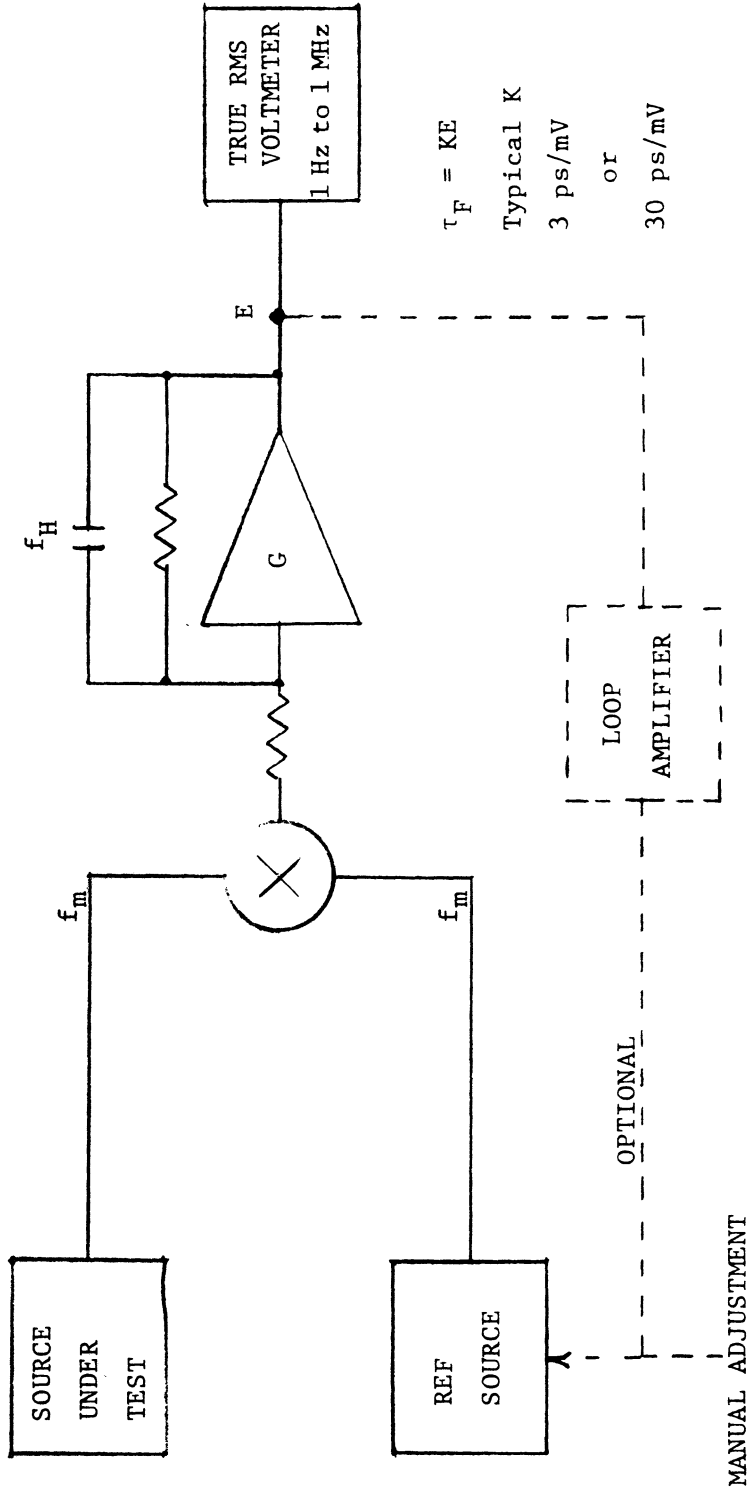 SOURCE
UNDER
TEST
f_m
REF
SOURCE
f_m
X
f_H
G
E
TRUE RMS
VOLTMETER
1 Hz to 1 MHz
τ_F = KE
Typical K
3 ps/mV
or
30 ps/mV
LOOP
AMPLIFIER
OPTIONAL
MANUAL ADJUSTMENT